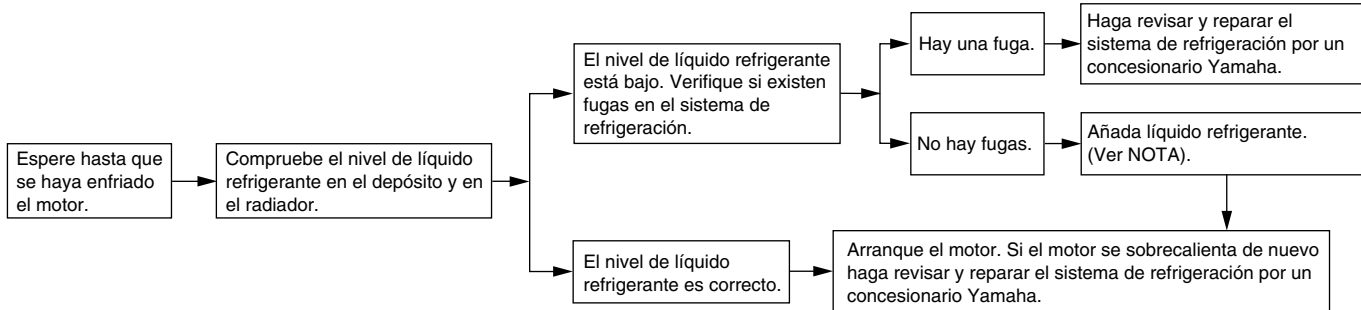 Espere hasta que
se haya enfriado
el motor.
Compruebe el nivel de líquido
refrigerante en el depósito y en
el radiador.
El nivel de líquido refrigerante
está bajo. Verifique si existen
fugas en el sistema de
refrigeración.
Hay una fuga.
Haga revisar y reparar el
sistema de refrigeración por un
concesionario Yamaha.
No hay fugas.
Añada líquido refrigerante.
(Ver NOTA).
El nivel de líquido
refrigerante es correcto.
Arranque el motor. Si el motor se sobrecalienta de nuevo
haga revisar y reparar el sistema de refrigeración por un
concesionario Yamaha.